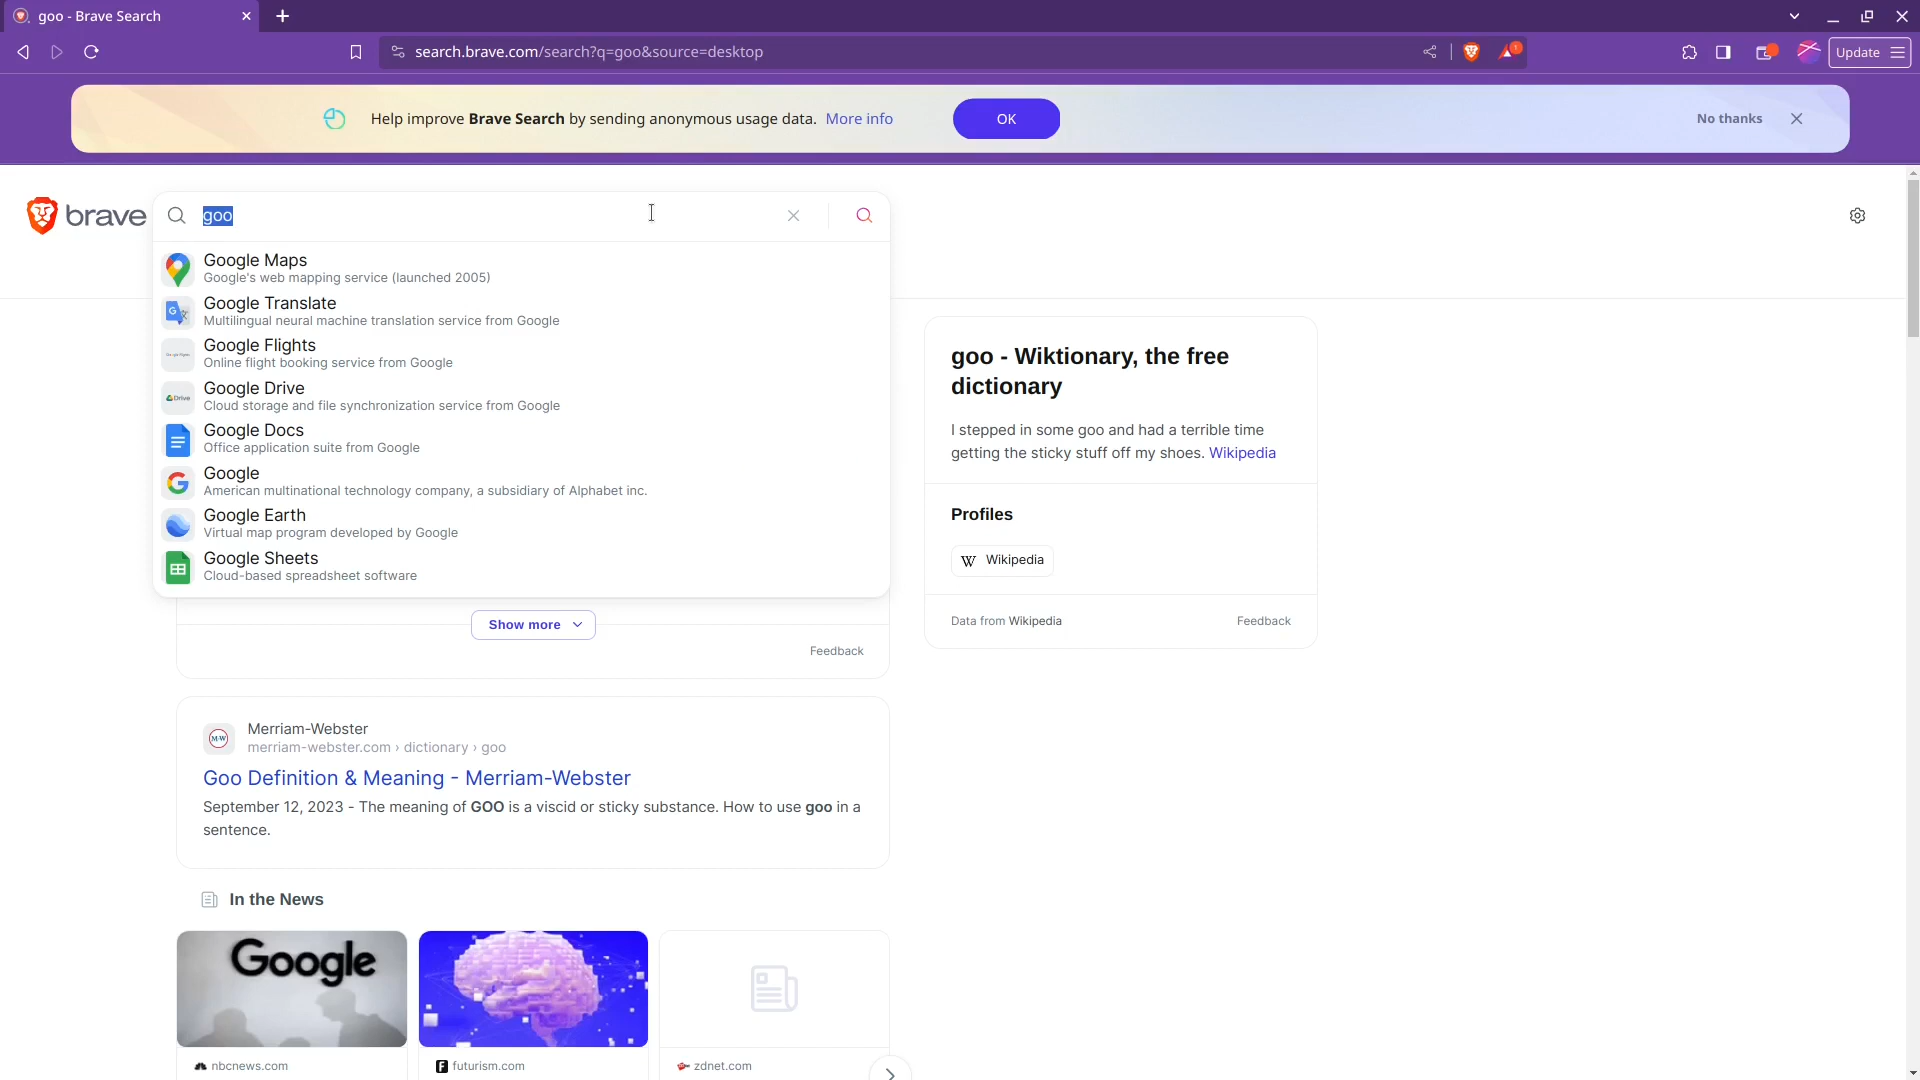 goo - Brave Search
search.brave.com/search?q=goo&source=desktop
1
Update
Help improve Brave Search by sending anonymous usage data. More info
OK
No thanks
brave
goo
Google Maps
Google's web mapping service (launched 2005)
Google Translate
Multilingual neural machine translation service from Google
Google Flights
Online flight booking service from Google
Drive
Google Drive
Cloud storage and file synchronization service from Google
Google Docs
Office application suite from Google
Google
American multinational technology company, a subsidiary of Alphabet inc.
Google Earth
Virtual map program developed by Google
Google Sheets
Cloud-based spreadsheet software
Show more
Feedback
goo - Wiktionary, the free
dictionary
I stepped in some goo and had a terrible time
getting the sticky stuff off my shoes. Wikipedia
Profiles
W Wikipedia
Data from Wikipedia
Feedback
M-W
Merriam-Webster
merriam-webster.com › dictionary › goo
Goo Definition & Meaning - Merriam-Webster
September 12, 2023 - The meaning of GOO is a viscid or sticky substance. How to use goo in a
sentence.
In the News
Google
nbcnews.com
futurism.com
zdnet.com